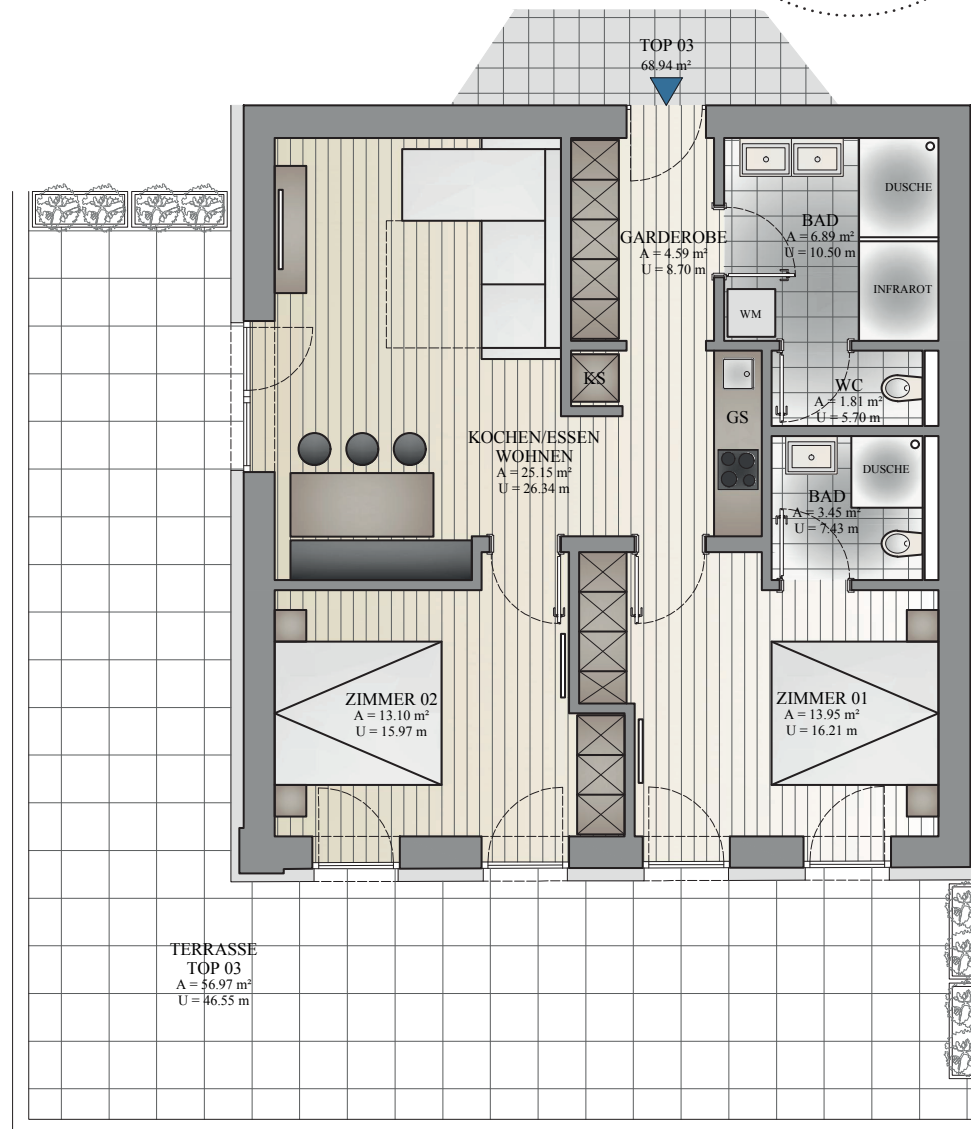 TOP 03
68.94 m²
DUSCHE
BAD
A = 6.89 m²
U = 10.50 m
GARDEROBE
A = 4.59 m²
U = 8.70 m
INFRAROT
WM
KS
WC
A = 1.81 m²
U = 5.70 m
GS
KOCHEN/ESSEN
WOHNEN
A = 25.15 m²
U = 26.34 m
DUSCHE
BAD
A = 3.45 m²
U = 7.43 m
ZIMMER 02
A = 13.10 m²
U = 15.97 m
ZIMMER 01
A = 13.95 m²
U = 16.21 m
TERRASSE
TOP 03
A = 56.97 m²
U = 46.55 m